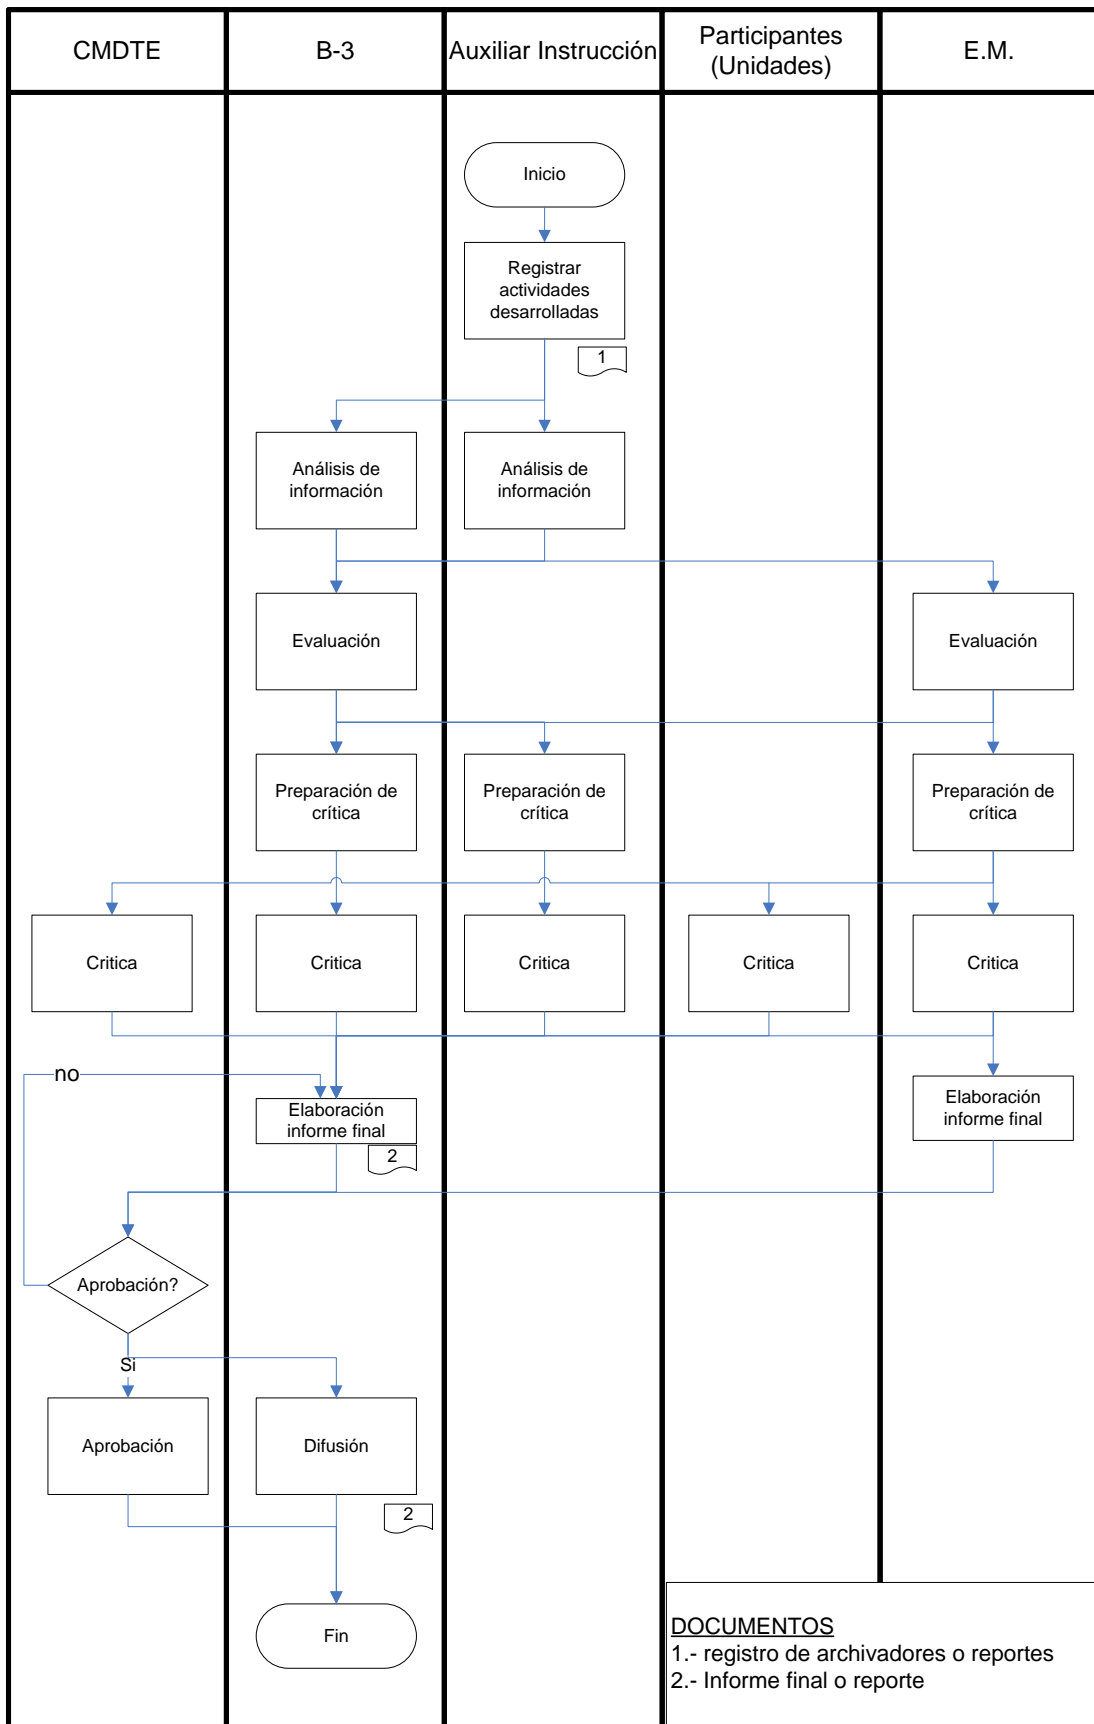 CMDTE
B-3
Auxiliar Instrucción
Participantes
(Unidades)
E.M.
Inicio
Registrar
actividades
desarrolladas
1
Análisis de
información
Análisis de
información
Evaluación
Evaluación
Preparación de
crítica
Preparación de
crítica
Preparación de
crítica
Critica
Critica
Critica
Critica
Critica
no
Elaboración
informe final
2
Elaboración
informe final
Aprobación?
Si
Aprobación
Difusión
2
Fin
DOCUMENTOS
1.- registro de archivadores o reportes
2.- Informe final o reporte